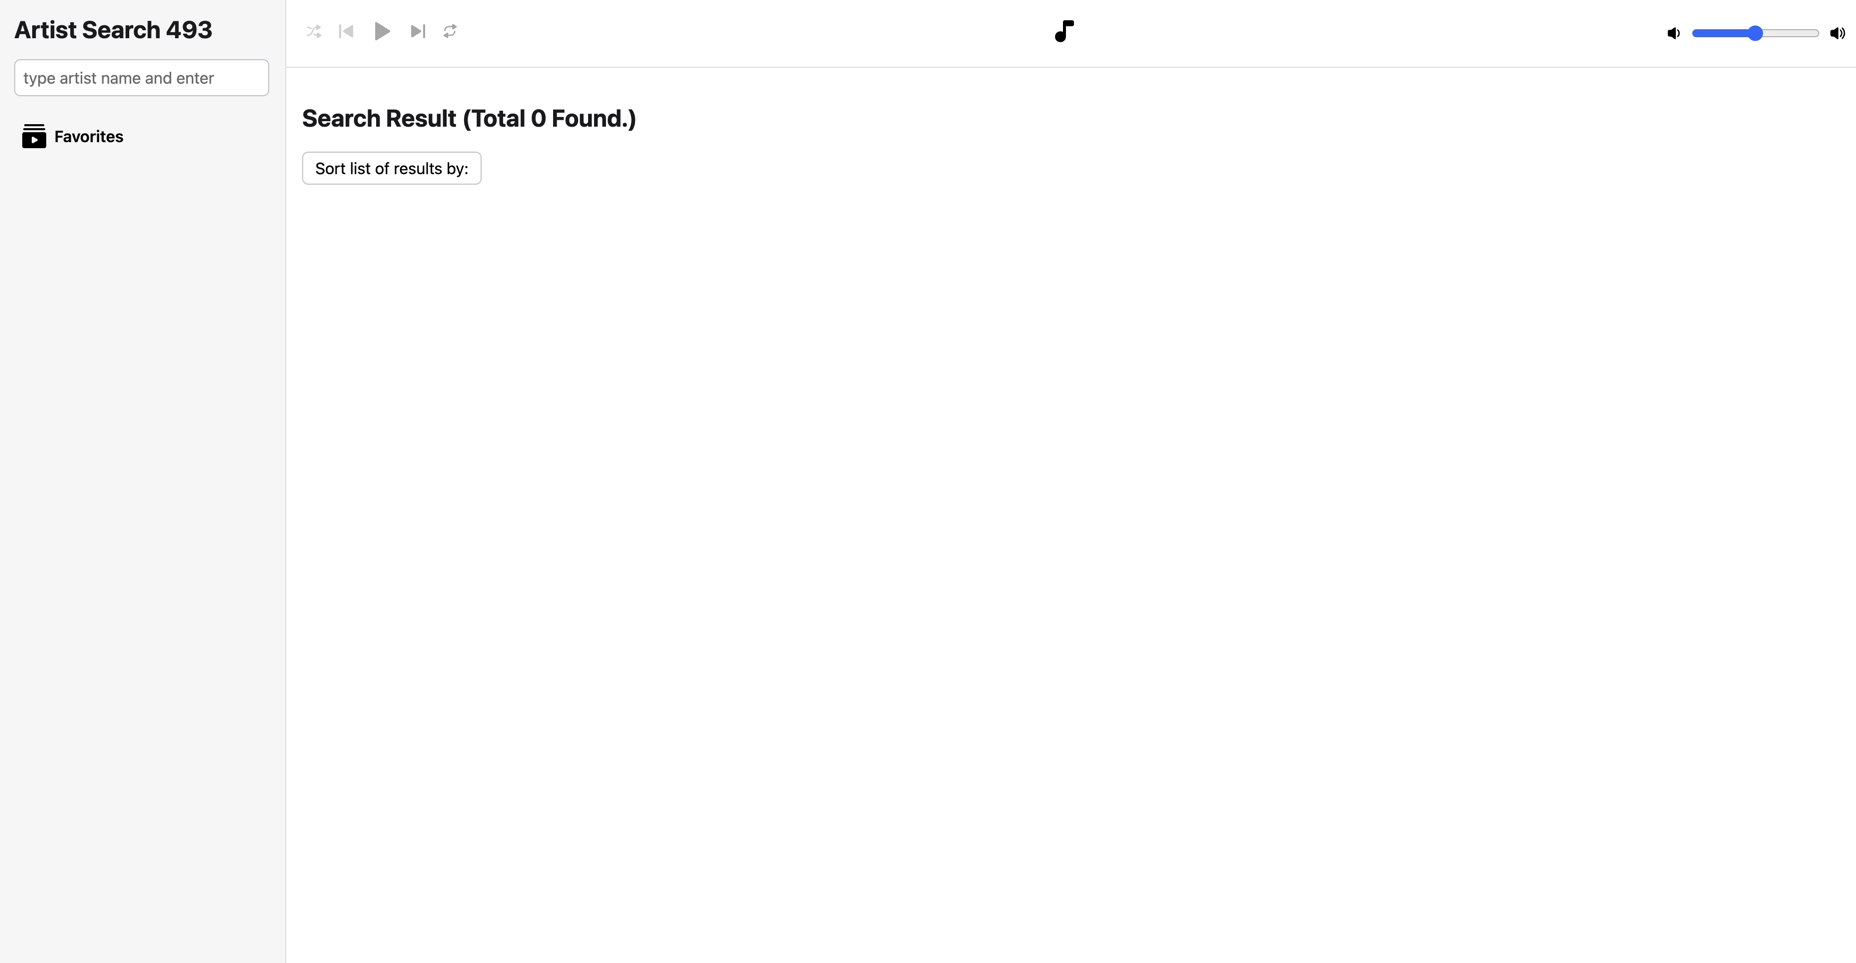 Artist Search 493
type artist name and enter
Favorites
Search Result (Total 0 Found.)
Sort list of results by: